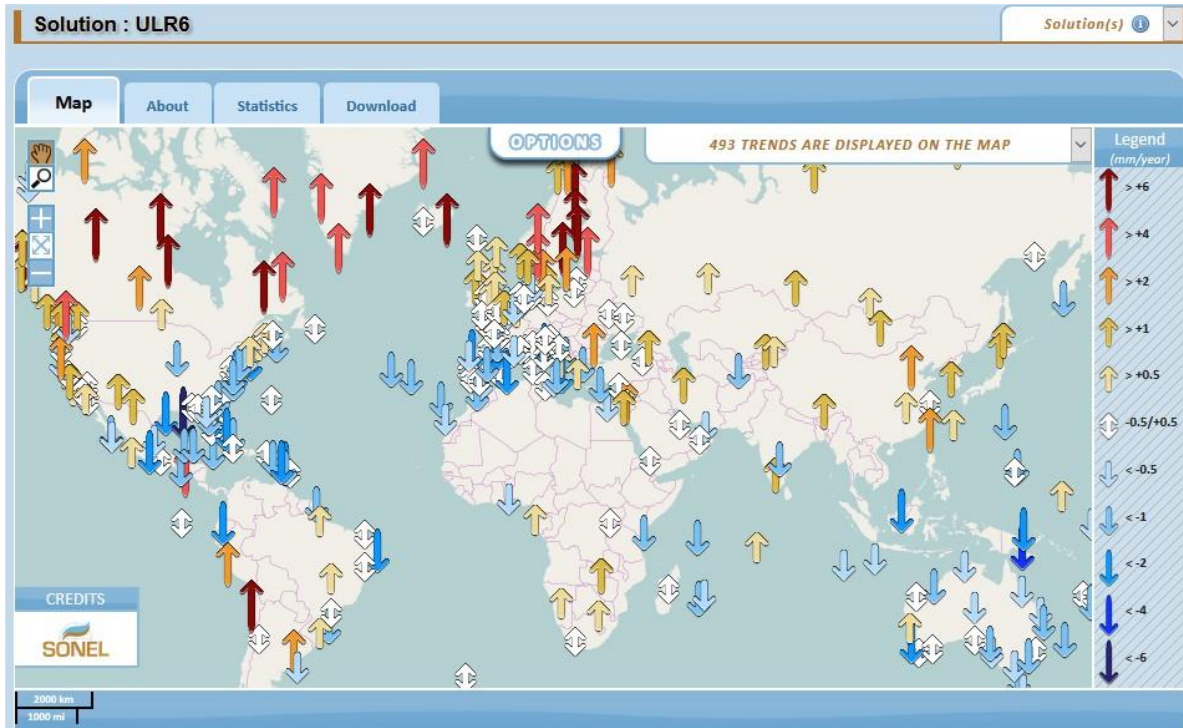 Solution : ULR6
Solution(s)
Map
About
Statistics
Download
OPTIONS
493 TRENDS ARE DISPLAYED ON THE MAP
Legend
(mm/year)
> +6
> +4
> +2
> +1
> +0.5
-0.5/+0.5
< -0.5
< -1
< -2
< -4
< -6
CREDITS
SONEL
2000 km
1000 mi